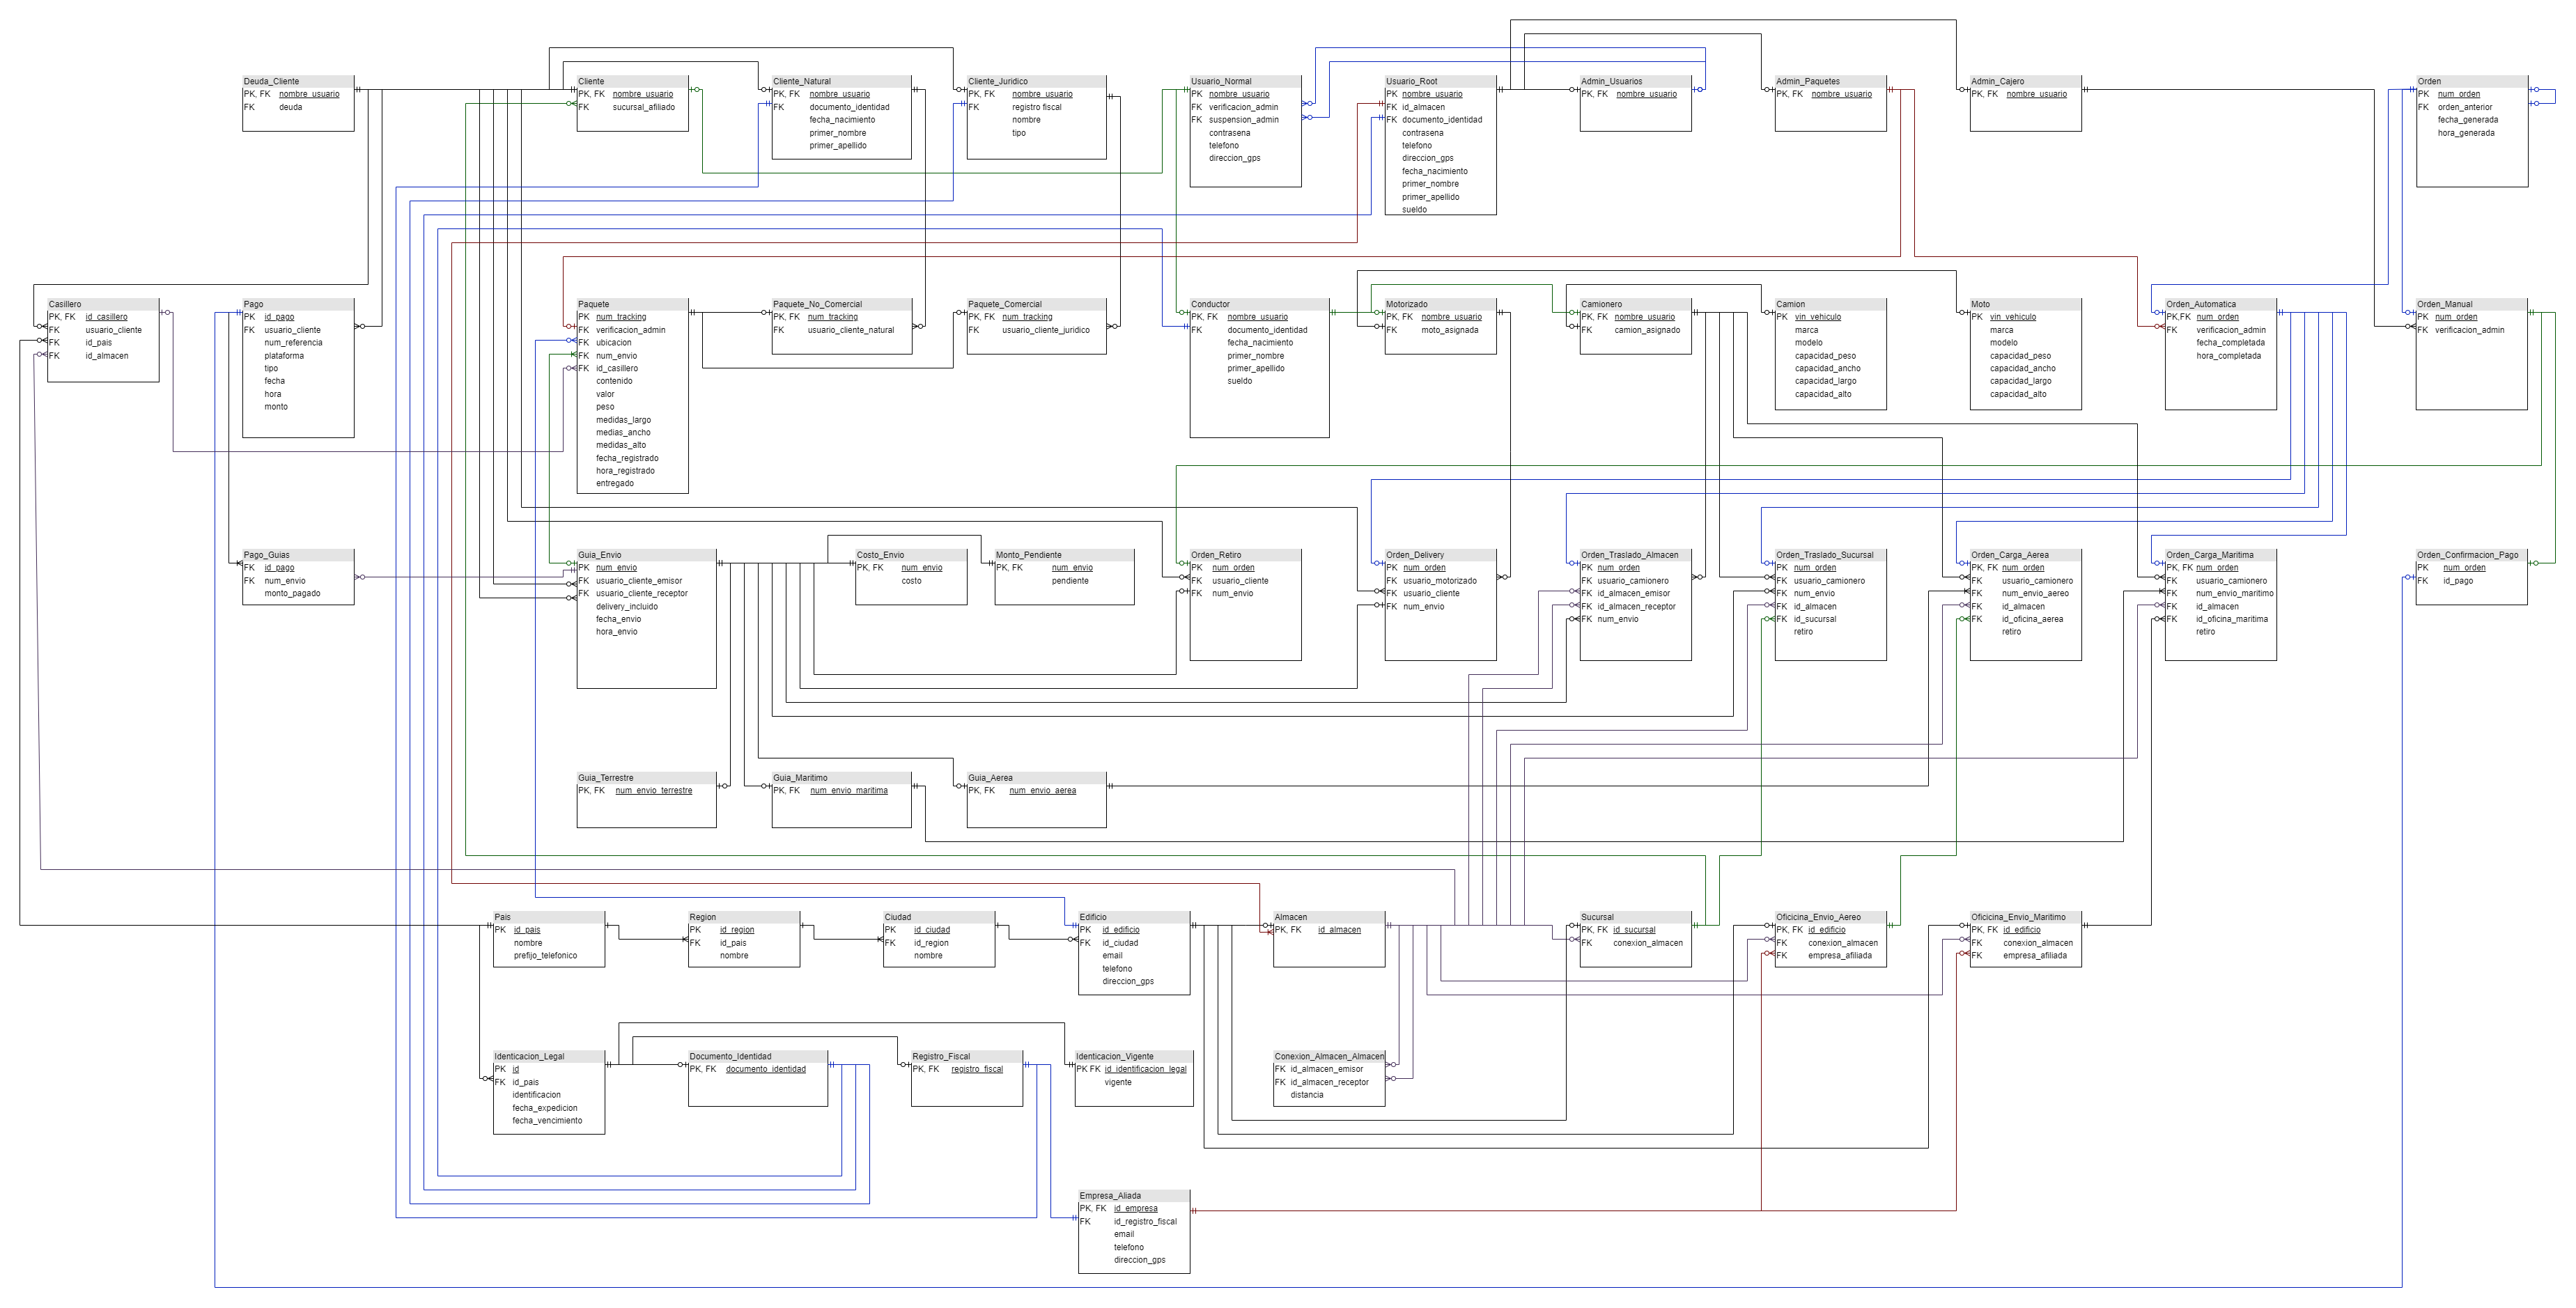 Deuda_Cliente
PK, FK nombre_usuario
FK deuda
Cliente
PK, FK nombre_usuario
FK sucursal_afiliado
Cliente_Natural
PK, FK nombre_usuario
FK documento_identidad
fecha_nacimiento
primer_nombre
primer_apellido
Cliente_Juridico
PK, FK nombre_usuario
FK registro fiscal
nombre
tipo
Usuario_Normal
PK nombre_usuario
FK verificacion_admin
FK suspension_admin
contrasena
telefono
direccion_gps
Usuario_Root
PK nombre_usuario
FK id_almacen
FK documento_identidad
contrasena
telefono
direccion_gps
fecha_nacimiento
primer_nombre
primer_apellido
sueldo
Admin_Usuarios
PK, FK nombre_usuario
Admin_Paquetes
PK, FK nombre_usuario
Admin_Cajero
PK, FK nombre_usuario
Orden
PK num_orden
FK orden_anterior
fecha_generada
hora_generada
Casillero
PK, FK id_casillero
FK usuario_cliente
FK id_pais
FK id_almacen
Pago
PK id_pago
FK usuario_cliente
num_referencia
plataforma
tipo
fecha
hora
monto
Paquete
PK num_tracking
FK verificacion_admin
FK ubicacion
FK num_envio
FK id_casillero
contenido
valor
peso
medidas_largo
medias_ancho
medidas_alto
fecha_registrado
hora_registrado
entregado
Paquete_No_Comercial
PK, FK num_tracking
FK usuario_cliente_natural
Paquete_Comercial
PK, FK num_tracking
FK usuario_cliente_juridico
Conductor
PK, FK nombre_usuario
FK documento_identidad
fecha_nacimiento
primer_nombre
primer_apellido
sueldo
Motorizado
PK, FK nombre_usuario
FK moto_asignada
Camionero
PK, FK nombre_usuario
FK camion_asignado
Camion
PK vin_vehiculo
marca
modelo
capacidad_peso
capacidad_ancho
capacidad_largo
capacidad_alto
Moto
PK vin_vehiculo
marca
modelo
capacidad_peso
capacidad_ancho
capacidad_largo
capacidad_alto
Orden_Automatica
PK,FK num_orden
FK verificacion_admin
fecha_completada
hora_completada
Orden_Manual
PK num_orden
FK verificacion_admin
Pago_Guias
FK id_pago
FK num_envio
monto_pagado
Guia_Envio
PK num_envio
FK usuario_cliente_emisor
FK usuario_cliente_receptor
delivery_incluido
fecha_envio
hora_envio
Costo_Envio
PK, FK num_envio
costo
Monto_Pendiente
PK, FK num_envio
pendiente
Orden_Retiro
PK num_orden
FK usuario_cliente
FK num_envio
Orden_Delivery
PK num_orden
FK usuario_motorizado
FK usuario_cliente
FK num_envio
Orden_Traslado_Almacen
PK num_orden
FK usuario_camionero
FK id_almacen_emisor
FK id_almacen_receptor
FK num_envio
Orden_Traslado_Sucursal
PK num_orden
FK usuario_camionero
FK num_envio
FK id_almacen
FK id_sucursal
retiro
Orden_Carga_Aerea
PK, FK num_orden
FK usuario_camionero
FK num_envio_aereo
FK id_almacen
FK id_oficina_aerea
retiro
Orden_Carga_Maritima
PK, FK num_orden
FK usuario_camionero
FK num_envio_maritimo
FK id_almacen
FK id_oficina_maritima
retiro
Orden_Confirmacion_Pago
PK num_orden
FK id_pago
Guia_Terrestre
PK, FK num_envio_terrestre
Guia_Maritimo
PK, FK num_envio_maritima
Guia_Aerea
PK, FK num_envio_aerea
Pais
PK id_pais
nombre
prefijo_telefonico
Region
PK id_region
FK id_pais
nombre
Ciudad
PK id_ciudad
FK id_region
nombre
Edificio
PK id_edificio
FK id_ciudad
email
telefono
direccion_gps
Almacen
PK, FK id_almacen
Sucursal
PK, FK id_sucursal
FK conexion_almacen
Oficicina_Envio_Aereo
PK, FK id_edificio
FK conexion_almacen
FK empresa_afiliada
Oficicina_Envio_Maritimo
PK, FK id_edificio
FK conexion_almacen
FK empresa_afiliada
Identicacion_Legal
PK id
FK id_pais
identificacion
fecha_expedicion
fecha_vencimiento
Documento_Identidad
PK, FK documento_identidad
Registro_Fiscal
PK, FK registro_fiscal
Identicacion_Vigente
PK FK id_identificacion_legal
vigente
Conexion_Almacen_Almacen
FK id_almacen_emisor
FK id_almacen_receptor
distancia
Empresa_Aliada
PK, FK id_empresa
FK id_registro_fiscal
email
telefono
direccion_gps